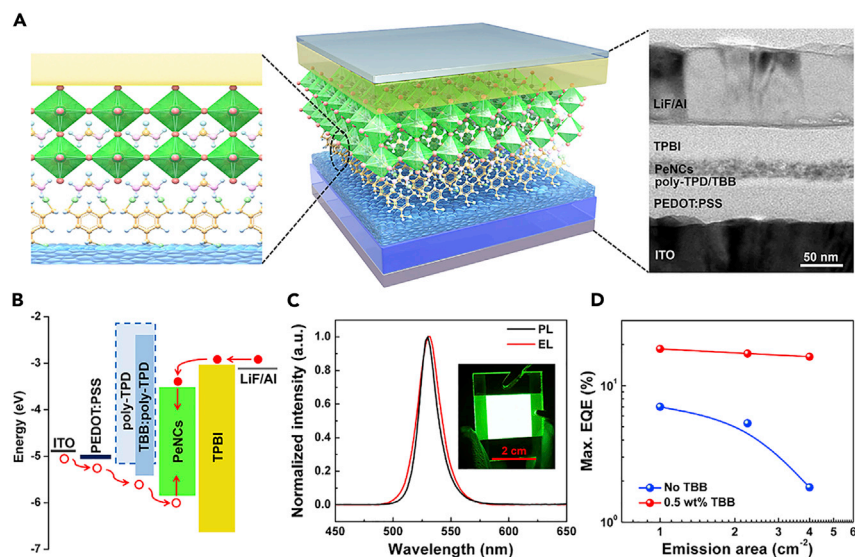 A
LiF/Al
TPBI
PeNCs
poly-TPD/TBB
PEDOT:PSS
ITO
50 nm
B
Energy (eV)
-2
-3
-4
-5
-6
-7
ITO
PEDOT:PSS
poly-TPD
TBB:poly-TPD
PeNCs
TPBI
LiF/Al
C
Normalized intensity (a.u.)
1.0
0.8
0.6
0.4
0.2
0.0
PL
EL
2 cm
450 500 550 600 650
Wavelength (nm)
D
Max. EQE (%)
10¹
10⁰
No TBB
0.5 wt% TBB
1 2 3 4 5 6
Emission area (cm⁻²)